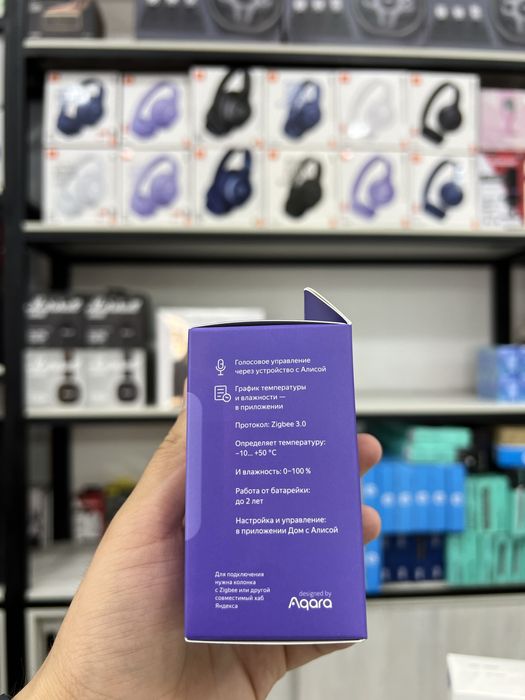 Голосовое управление
через устройство с Алисой
График температуры
и влажности —
в приложении
Протокол: Zigbee 3.0
Определяет температуру:
−10... +50 °C
И влажность: 0–100 %
Работа от батарейки:
до 2 лет
Настройка и управление:
в приложении Дом с Алисой
Для подключения
нужна колонка
с Zigbee или другой
совместимый хаб
Яндекса
designed by
Aqara